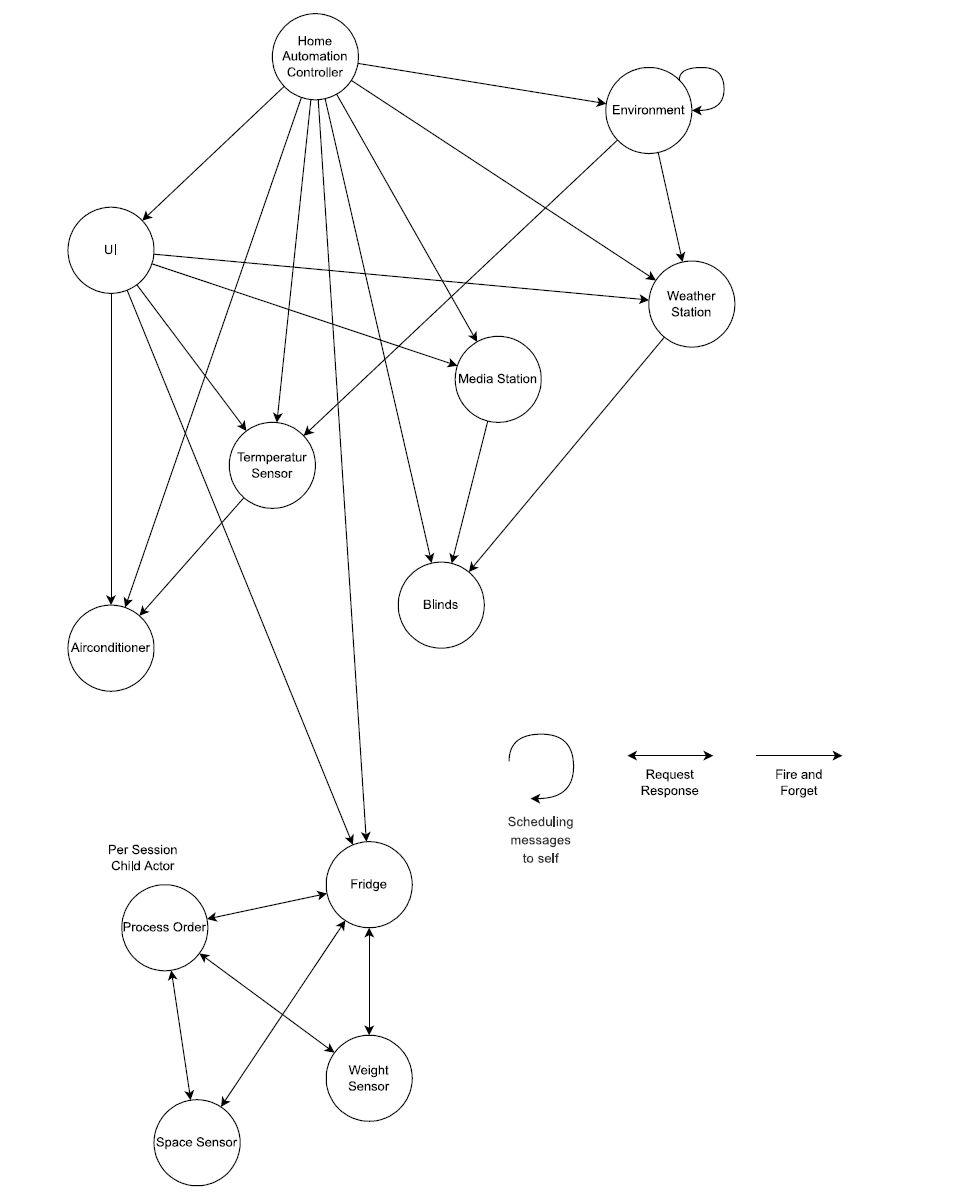 Home
Automation
Controller
Environment
UI
Weather
Station
Media Station
Termperatur
Sensor
Blinds
Airconditioner
Request
Response
Fire and
Forget
Scheduling
messages
to self
Per Session
Child Actor
Fridge
Process Order
Weight
Sensor
Space Sensor